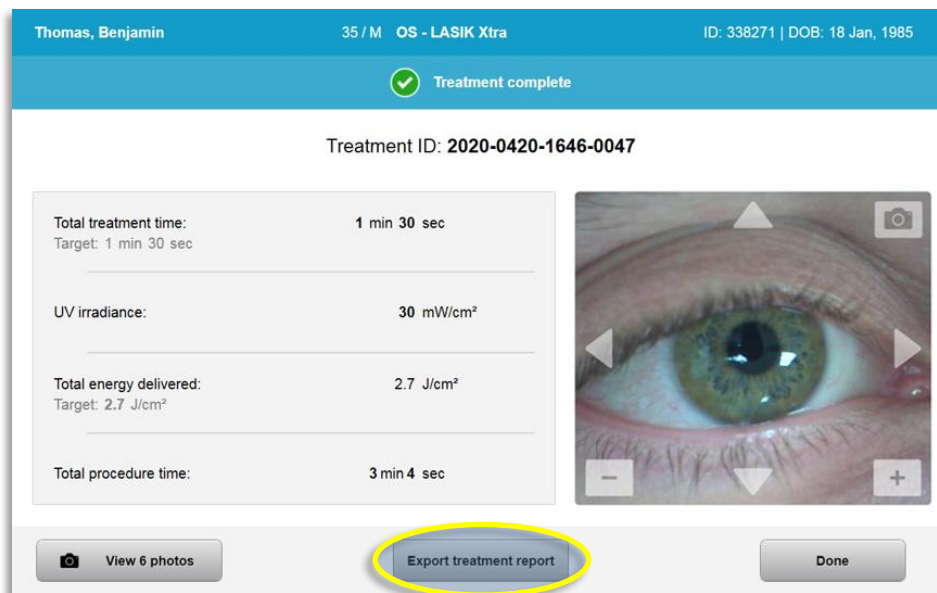 Thomas, Benjamin 35 / M OS - LASIK Xtra ID: 338271 | DOB: 18 Jan, 1985
Treatment complete
Treatment ID: 2020-0420-1646-0047
Total treatment time: 1 min 30 sec
Target: 1 min 30 sec
UV irradiance: 30 mW/cm²
Total energy delivered: 2.7 J/cm²
Target: 2.7 J/cm²
Total procedure time: 3 min 4 sec
View 6 photos Export treatment report Done